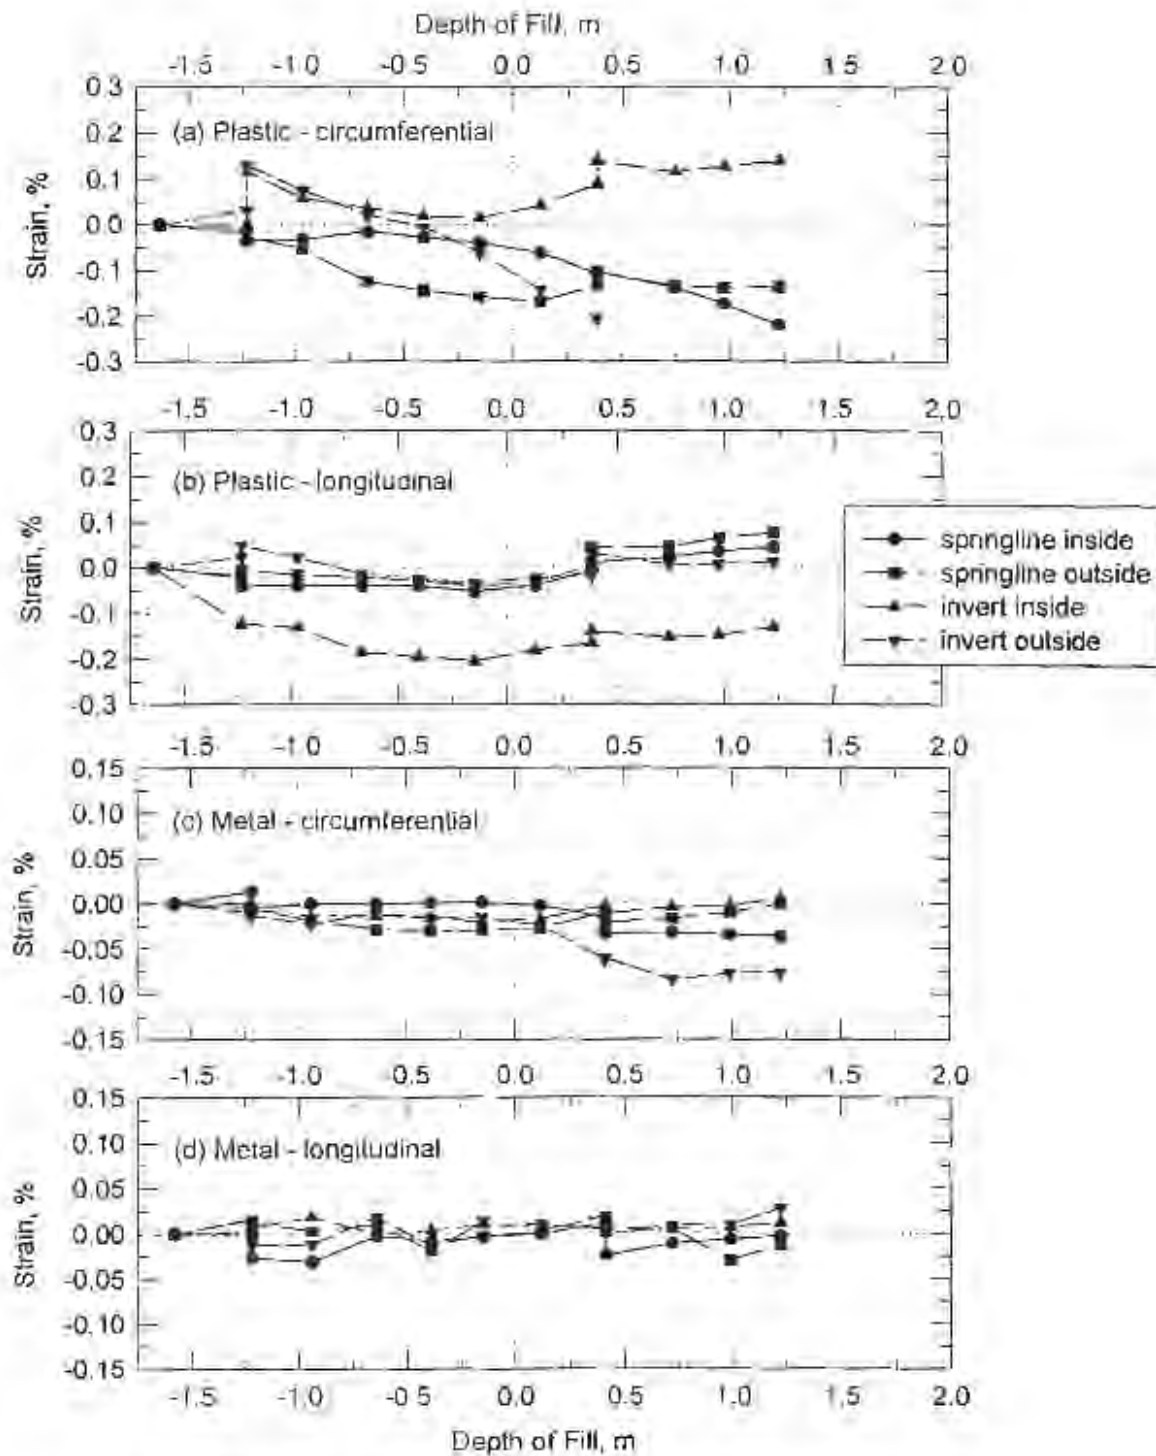 Depth of Fill, m
-1.5 -1.0 -0.5 0.0 0.5 1.0 1.5 2.0
0.3
(a) Plastic - circumferential
0.2
0.1
0.0
-0.1
-0.2
-0.3
Strain, %
-1.5 -1.0 -0.5 0.0 0.5 1.0 1.5 2.0
0.3
0.2
(b) Plastic - longitudinal
0.1
0.0
-0.1
-0.2
-0.3
Strain, %
springline inside
springline outside
invert inside
invert outside
-1.5 -1.0 -0.5 0.0 0.5 1.0 1.5 2.0
0.15
0.10
(c) Metal - circumferential
0.05
0.00
-0.05
-0.10
-0.15
Strain, %
-1.5 -1.0 -0.5 0.0 0.5 1.0 1.5 2.0
0.15
0.10
(d) Metal - longitudinal
0.05
0.00
-0.05
-0.10
-0.15
Strain, %
-1.5 -1.0 -0.5 0.0 0.5 1.0 1.5 2.0
Depth of Fill, m